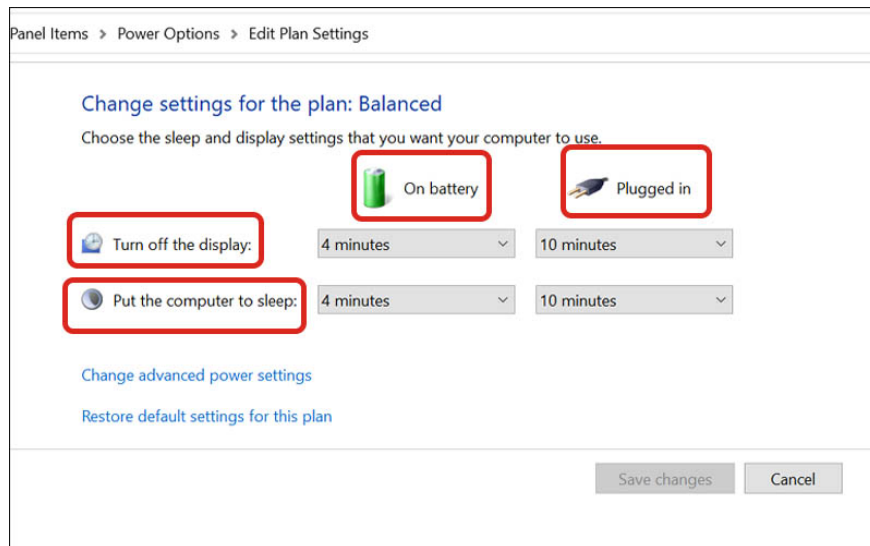 Panel Items > Power Options > Edit Plan Settings
Change settings for the plan: Balanced
Choose the sleep and display settings that you want your computer to use.
On battery Plugged in
Turn off the display: 4 minutes 10 minutes
Put the computer to sleep: 4 minutes 10 minutes
Change advanced power settings
Restore default settings for this plan
Save changes Cancel